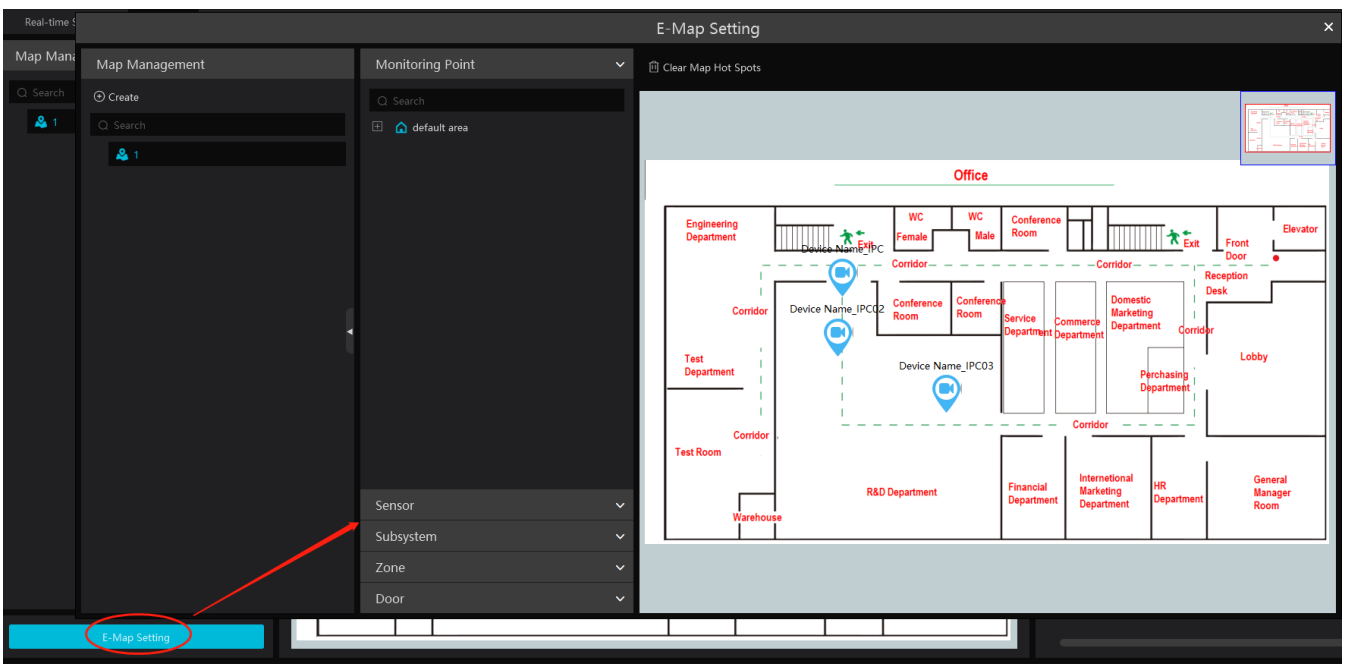 Real-time S
E-Map Setting
Map Mana
Search
1
Map Management
Create
Search
1
Monitoring Point
Search
default area
Sensor
Subsystem
Zone
Door
E-Map Setting
Clear Map Hot Spots
Office
Engineering
Department
Exit
WC
Female
WC
Male
Conference
Room
Exit
Front
Door
Elevator
Device Name_IPC
Corridor
Corridor
Reception
Desk
Corridor
Device Name_IPC02
Conference
Room
Conference
Room
Service
Department
Commerce
Department
Domestic
Marketing
Department
Corridor
Lobby
Test
Department
Device Name_IPC03
Perchasing
Department
Corridor
Corridor
Test Room
R&D Department
Financial
Department
Internetional
Marketing
Department
HR
Department
General
Manager
Room
Warehouse